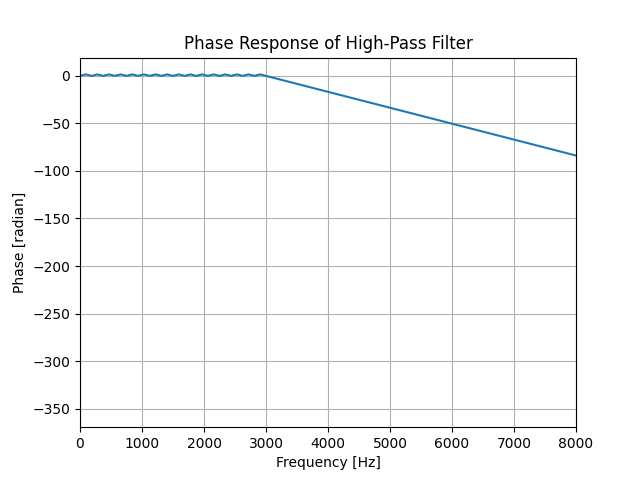 Phase Response of High-Pass Filter
0
−50
−100
−150
−200
−250
−300
−350
Phase [radian]
0 1000 2000 3000 4000 5000 6000 7000 8000
Frequency [Hz]